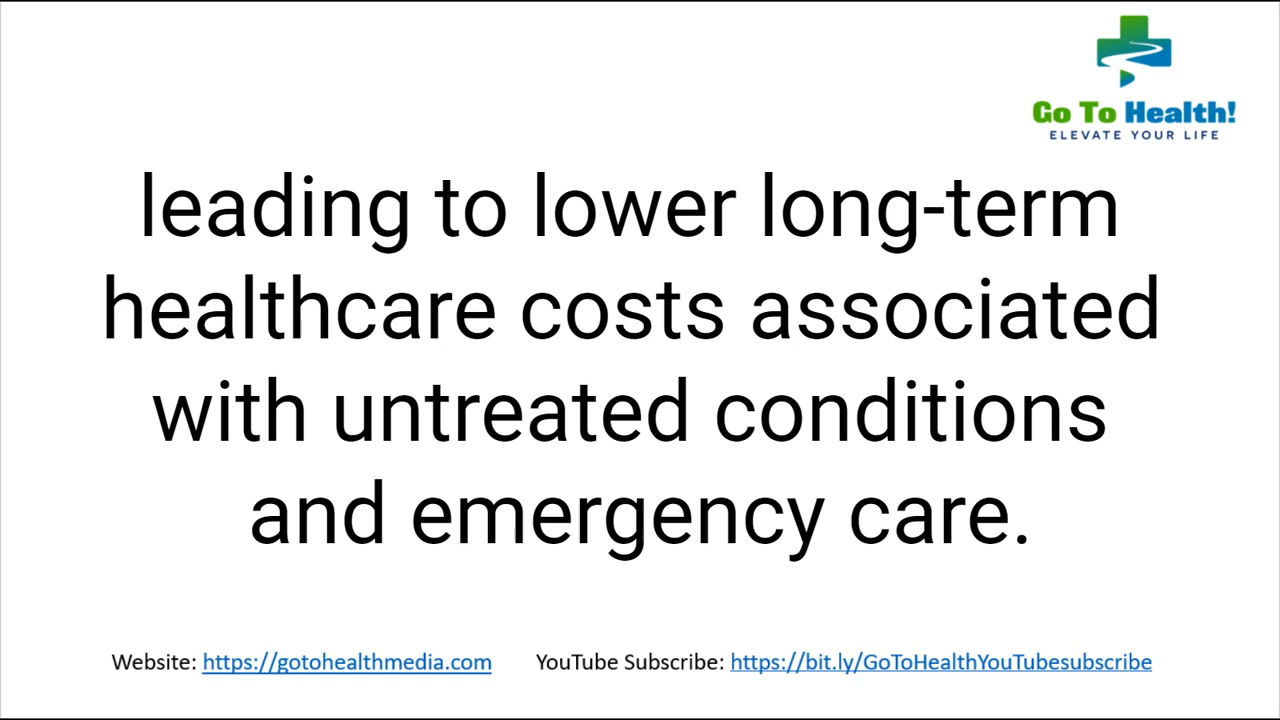 Go To Health!
ELEVATE YOUR LIFE
leading to lower long-term
healthcare costs associated
with untreated conditions
and emergency care.
Website: https://gotohealthmedia.com YouTube Subscribe: https://bit.ly/GoToHealthYouTubesubscribe